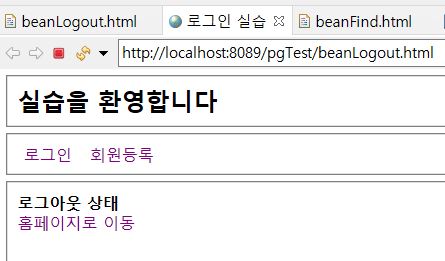 beanLogout.html 로그인 실습 beanFind.html
http://localhost:8089/pgTest/beanLogout.html
실습을 환영합니다
로그인 회원등록
로그아웃 상태
홈페이지로 이동